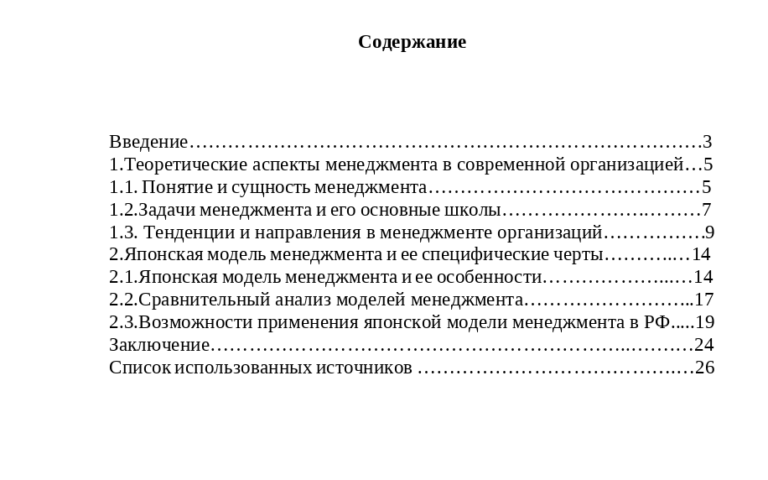 Содержание
Введение……………………………………………………………………3
1.Теоретические аспекты менеджмента в современной организацией…5
1.1. Понятие и сущность менеджмента……………………………………5
1.2.Задачи менеджмента и его основные школы………………….………7
1.3. Тенденции и направления в менеджменте организаций……………9
2.Японская модель менеджмента и ее специфические черты………..…14
2.1.Японская модель менеджмента и ее особенности………………...…14
2.2.Сравнительный анализ моделей менеджмента……………………..17
2.3.Возможности применения японской модели менеджмента в РФ.....19
Заключение………………………………………………………..………24
Список использованных источников ………………………………….…26